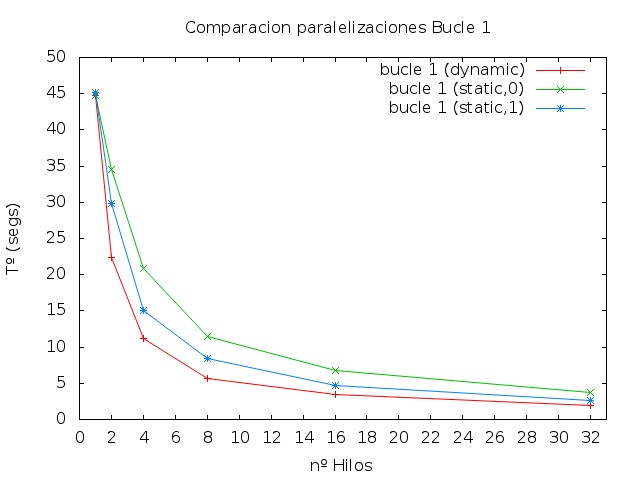 Comparacion paralelizaciones Bucle 1
50
45
40
35
30
25
20
15
10
5
0
Tº (segs)
bucle 1 (dynamic)
bucle 1 (static,0)
bucle 1 (static,1)
0 2 4 6 8 10 12 14 16 18 20 22 24 26 28 30 32
nº Hilos